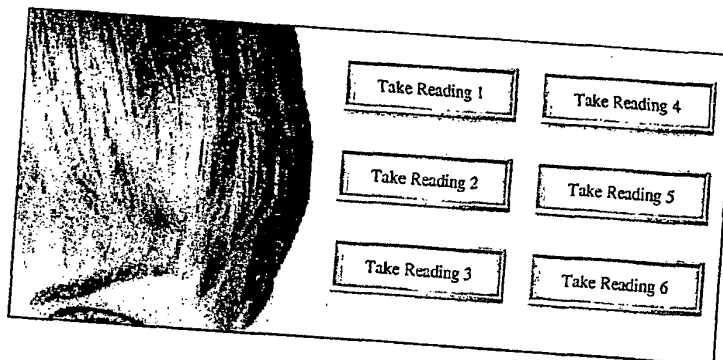 Take Reading 1
Take Reading 4
Take Reading 2
Take Reading 5
Take Reading 3
Take Reading 6